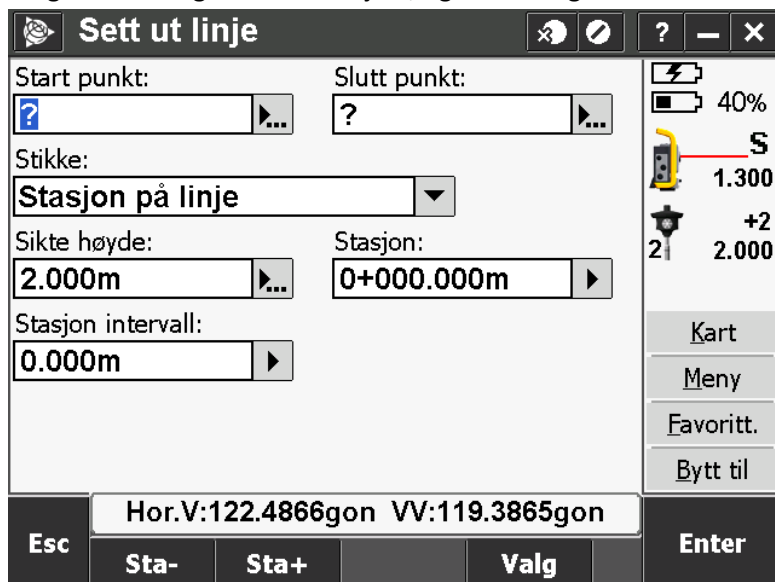 Sett ut linje
? — ×
Start punkt: Slutt punkt:
? ?
40%
Stikke:
S
1.300
Stasjon på linje
Sikte høyde: Stasjon:
+2
2 2.000
2.000m 0+000.000m
Stasjon intervall:
0.000m
Kart
Meny
Favoritt.
Bytt til
Hor.V:122.4866gon VV:119.3865gon
Esc Sta- Sta+ Valg Enter